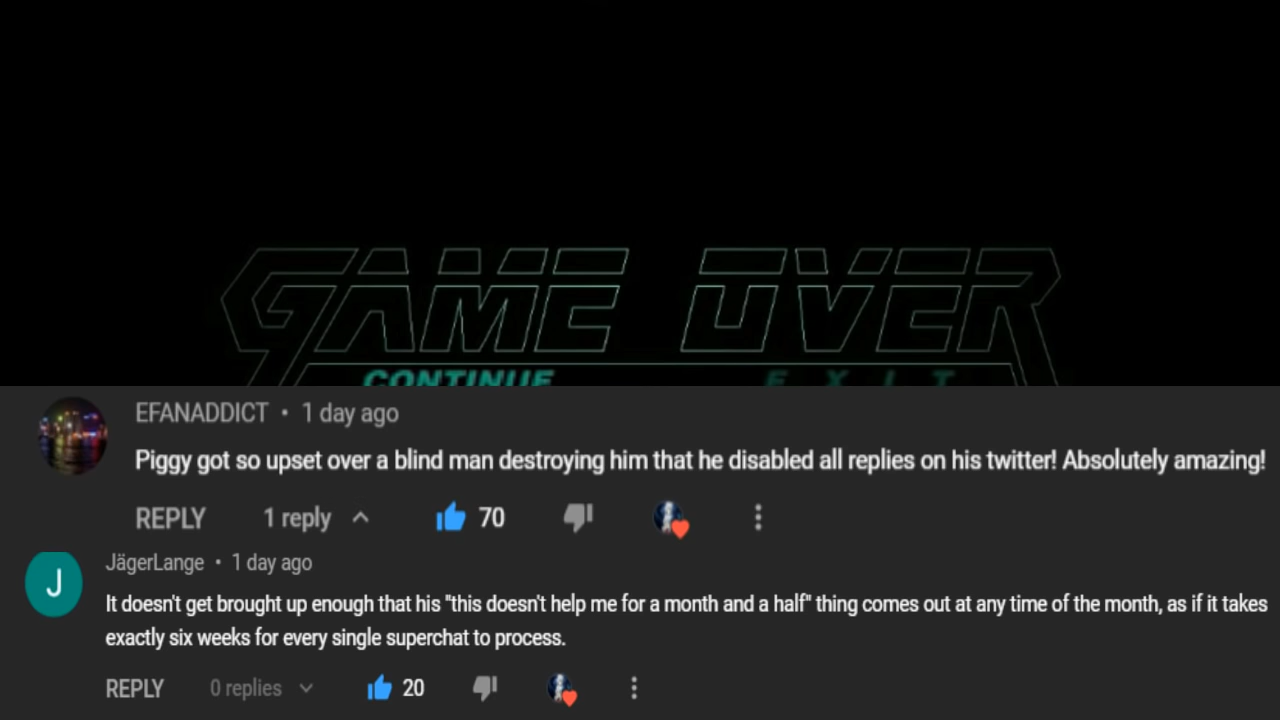 GAME OVER
CONTINUE EXIT
EFANADDICT • 1 day ago
Piggy got so upset over a blind man destroying him that he disabled all replies on his twitter! Absolutely amazing!
REPLY 1 reply 70
J
JägerLange • 1 day ago
It doesn't get brought up enough that his "this doesn't help me for a month and a half" thing comes out at any time of the month, as if it takes
exactly six weeks for every single superchat to process.
REPLY 0 replies 20